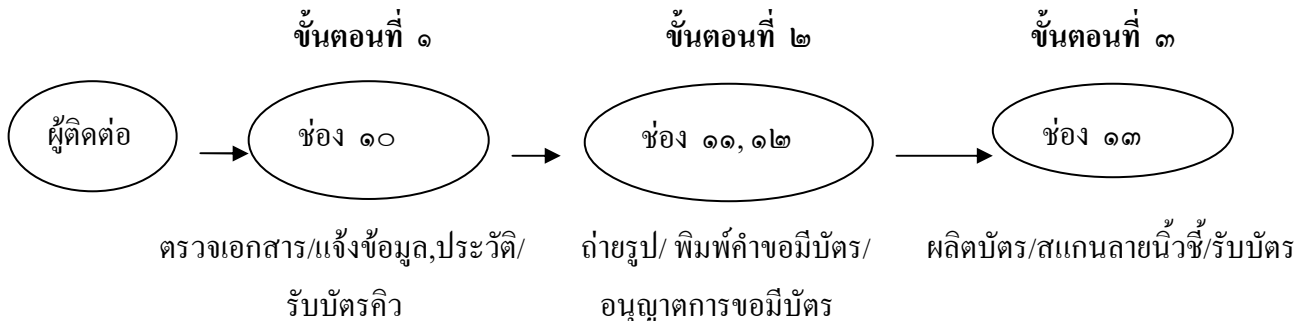 ขั้นตอนที่ ๑ ขั้นตอนที่ ๒ ขั้นตอนที่ ๓
ผู้ติดต่อ ช่อง ๑๐ ช่อง ๑๑, ๑๒ ช่อง ๑๓
ตรวจเอกสาร/แจ้งข้อมูล,ประวัติ/ ถ่ายรูป/ พิมพ์คำขอมีบัตร/ ผลิตบัตร/สแกนลายนิ้วชี้/รับบัตร
รับบัตรคิว อนุญาตการขอมีบัตร